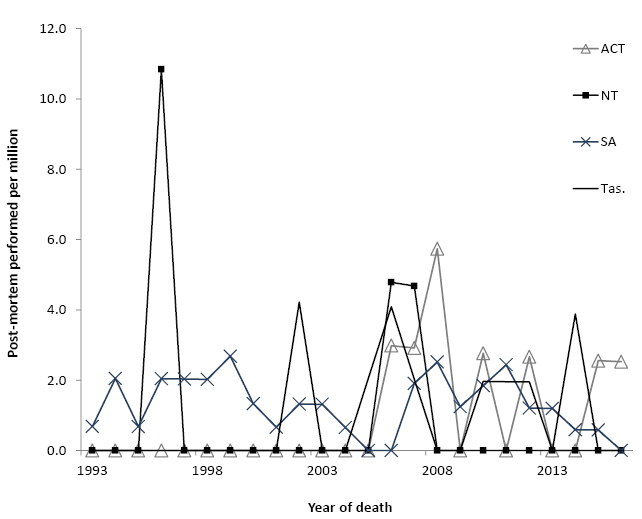 12.0
10.0
8.0
6.0
4.0
2.0
0.0
Post-mortem performed per million
1993 1998 2003 2008 2013
Year of death
ACT
NT
SA
Tas.